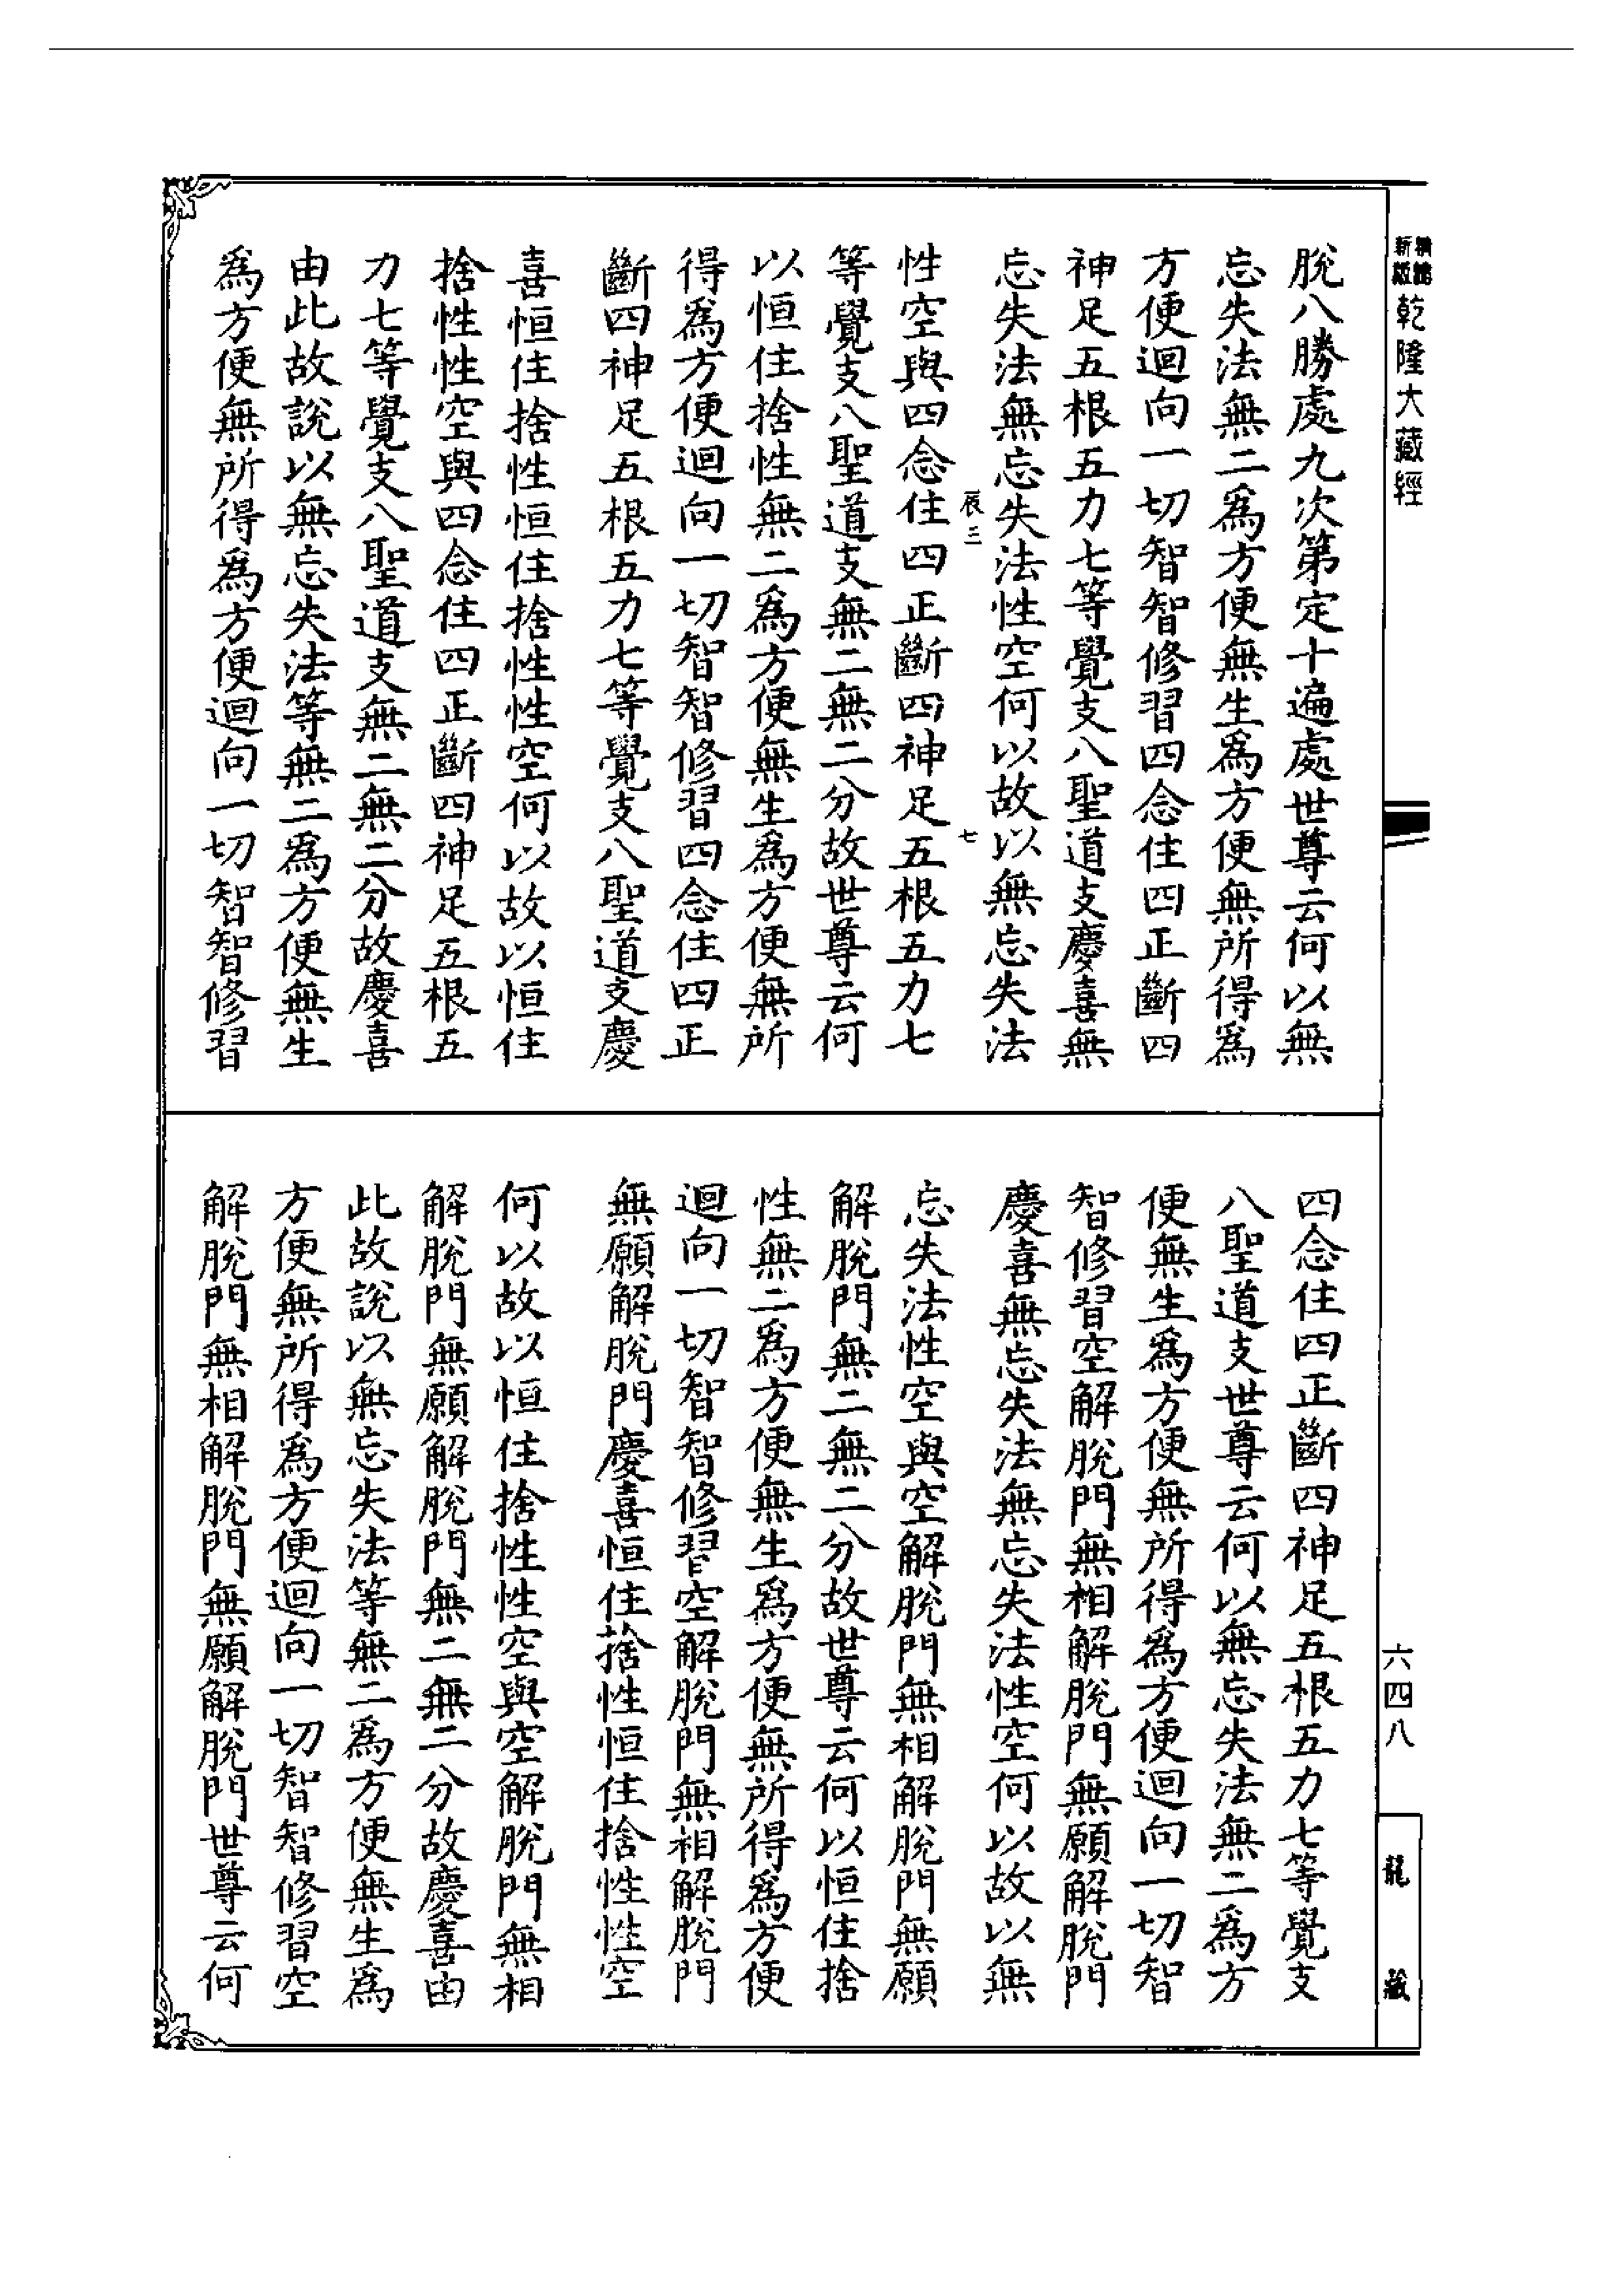 乾隆大藏經
脫八勝處九次第定十遍處世尊云何以無
忘失法無二爲方便無生爲方便無所得爲
方便迴向一切智智修習四念住四正斷四
神足五根五力七等覺支八聖道支慶喜無
忘失法無忘失法性空何以故以無忘失法
辰三 七
性空與四念住四正斷四神足五根五力七
等覺支八聖道支無二無二分故世尊云何
以恒住捨性無二爲方便無生爲方便無所
得爲方便迴向一切智智修習四念住四正
斷四神足五根五力七等覺支八聖道支慶
喜恒住捨性恒住捨性性空何以故以恒住
捨性性空與四念住四正斷四神足五根五
力七等覺支八聖道支無二無二分故慶喜
由此故說以無忘失法等無二爲方便無生
爲方便無所得爲方便迴向一切智智修習
四念住四正斷四神足五根五力七等覺支
八聖道支世尊云何以無忘失法無二爲方
便無生爲方便無所得爲方便迴向一切智
智修習空解脫門無相解脫門無願解脫門
慶喜無忘失法無忘失法性空何以故以無
忘失法性空與空解脫門無相解脫門無願
解脫門無二無二分故世尊云何以恒住捨
性無二爲方便無生爲方便無所得爲方便
迴向一切智智修習空解脫門無相解脫門
無願解脫門慶喜恒住捨性恒住捨性性空
何以故以恒住捨性性空與空解脫門無相
解脫門無願解脫門無二無二分故慶喜由
此故說以無忘失法等無二爲方便無生爲
方便無所得爲方便迴向一切智智修習空
解脫門無相解脫門無願解脫門世尊云何
六四八
龍藏